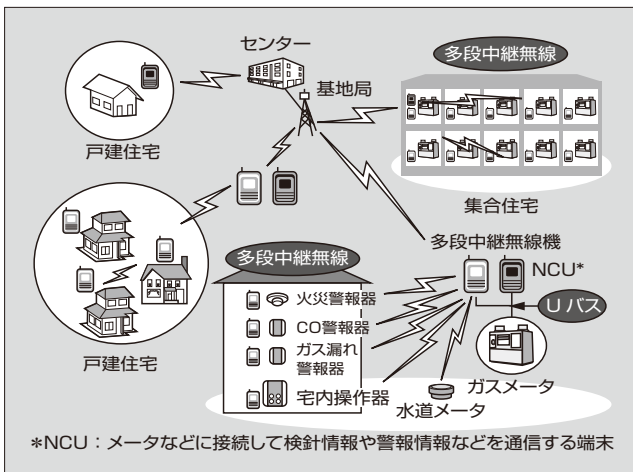 センター
多段中継無線
基地局
戸建住宅
集合住宅
多段中継無線機
多段中継無線
NCU*
火災警報器
Uバス
CO警報器
ガス漏れ
警報器
戸建住宅
宅内操作器
ガスメータ
水道メータ
*NCU：メータなどに接続して検針情報や警報情報などを通信する端末